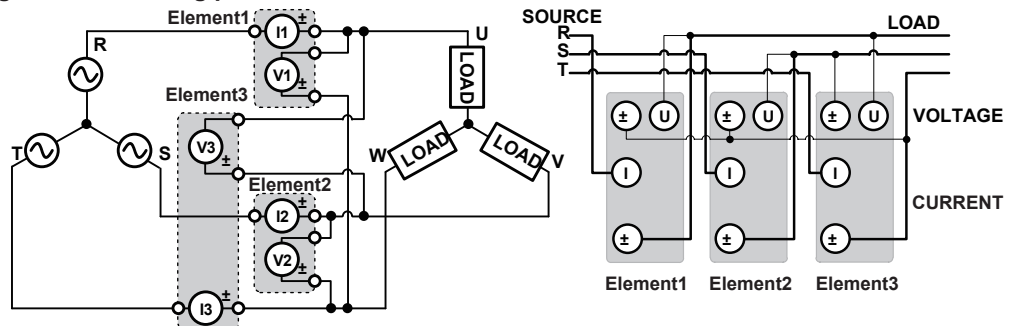 Element1
R
I1
±
V1
±
U
LOAD
Element3
V3
±
T
S
W
LOAD
LOAD
V
Element2
I2
±
V2
±
I3
±
SOURCE
R
S
T
LOAD
± U ± U ± U
VOLTAGE
I I I
CURRENT
± ± ±
Element1 Element2 Element3